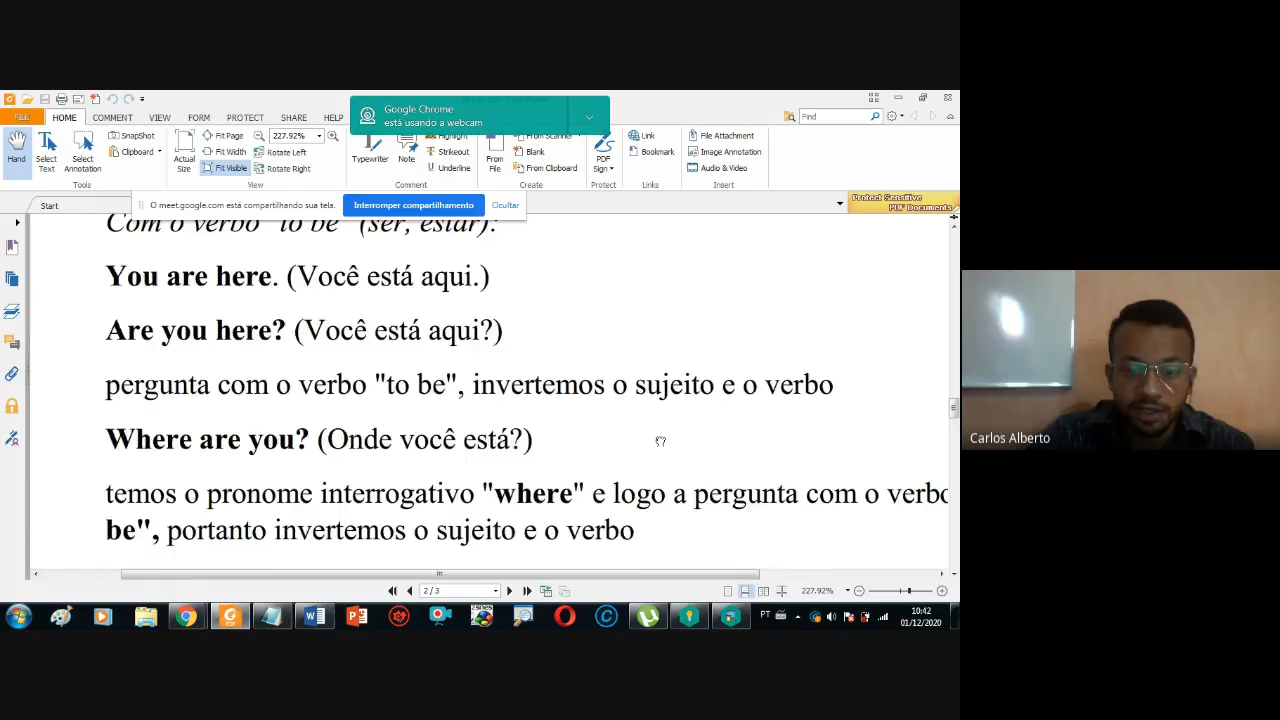 Google Chrome
está usando a webcam
FILE HOME COMMENT VIEW FORM PROTECT SHARE HELP Find
Hand
Select Text
Select Annotation
SnapShot
Clipboard
Tools
Actual Size
Fit Page
Fit Width
Fit Visible
227.92%
Rotate Left
Rotate Right
View
Typewriter
Note
Highlight
Strikeout
Underline
Comment
From File
From Scanner
Blank
From Clipboard
Create
PDF Sign
Protect
Link
Bookmark
Links
File Attachment
Image Annotation
Audio & Video
Insert
Start
O meet.google.com está compartilhando sua tela. Interromper compartilhamento Ocultar
Protect Sensitive
PDF Documents
Com o verbo "to be" (ser, estar):
You are here. (Você está aqui.)
Are you here? (Você está aqui?)
pergunta com o verbo "to be", invertemos o sujeito e o verbo
Where are you? (Onde você está?)
temos o pronome interrogativo "where" e logo a pergunta com o verbo
be", portanto invertemos o sujeito e o verbo
Carlos Alberto
2 / 3
227.92%
PT
10:42
01/12/2020